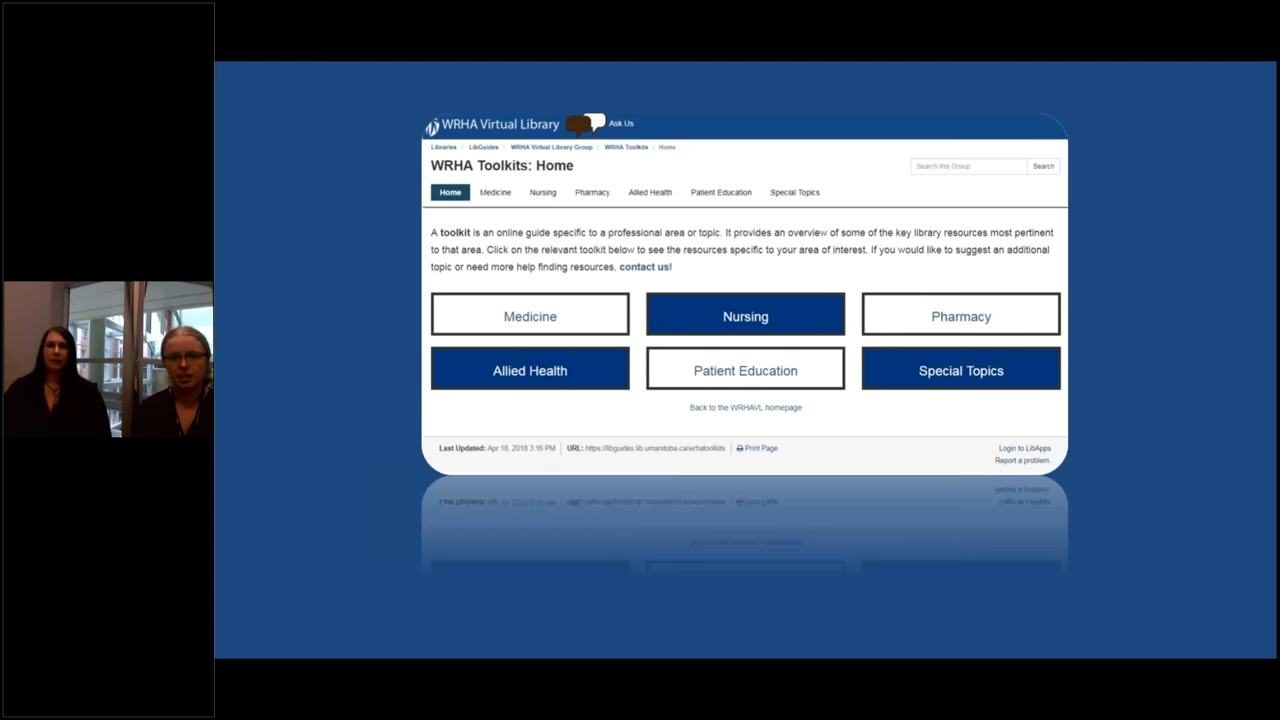 WRHA Virtual Library Ask Us
Libraries / LibGuides / WRHA Virtual Library Group / WRHA Toolkits / Home
WRHA Toolkits: Home
Search this Group Search
Home Medicine Nursing Pharmacy Allied Health Patient Education Special Topics
A toolkit is an online guide specific to a professional area or topic. It provides an overview of some of the key library resources most pertinent
to that area. Click on the relevant toolkit below to see the resources specific to your area of interest. If you would like to suggest an additional
topic or need more help finding resources, contact us!
Medicine Nursing Pharmacy
Allied Health Patient Education Special Topics
Back to the WRHAVL homepage
Last Updated: Apr 18, 2018 3:16 PM URL: https://libguides.lib.umanitoba.ca/wrhatoolkits Print Page Login to LibApps
Report a problem.